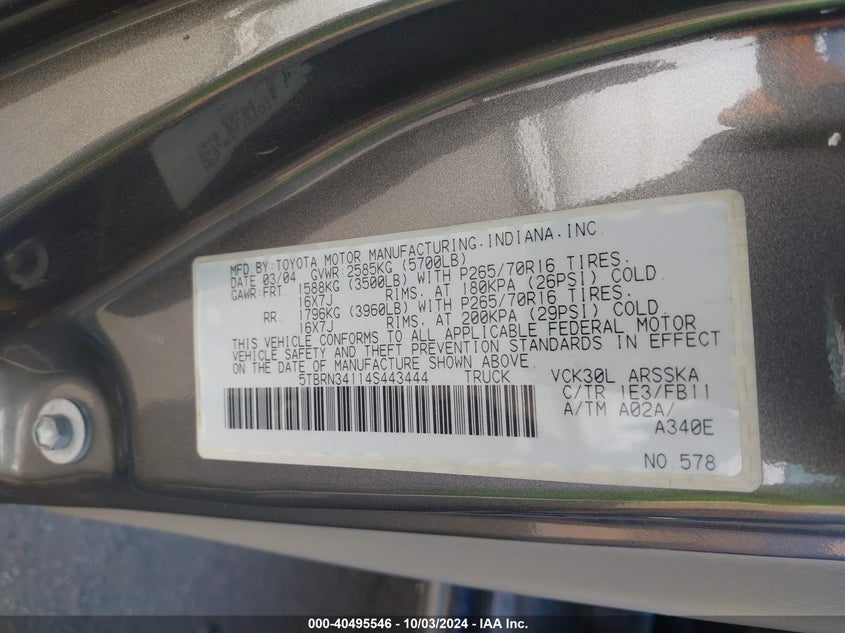 MFD.BY:TOYOTA MOTOR MANUFACTURING.INDIANA.INC.
DATE 03/04 GVWR:2585KG (5700LB)
GAWR:FRT 1588KG (3500LB) WITH P265/70R16 TIRES.
16X7J RIMS. AT 180KPA (26PSI) COLD.
RR. 1796KG (3960LB) WITH P265/70R16 TIRES.
16X7J RIMS. AT 200KPA (29PSI) COLD.
THIS VEHICLE CONFORMS TO ALL APPLICABLE FEDERAL MOTOR
VEHICLE SAFETY AND THEFT PREVENTION STANDARDS IN EFFECT
ON THE DATE OF MANUFACTURE SHOWN ABOVE.
5TBRN34114S443444 TRUCK VCK30L ARSSKA
C/TR 1E3/FB11
A/TM A02A/
A340E
NO 578
000-40495546 - 10/03/2024 - IAA Inc.